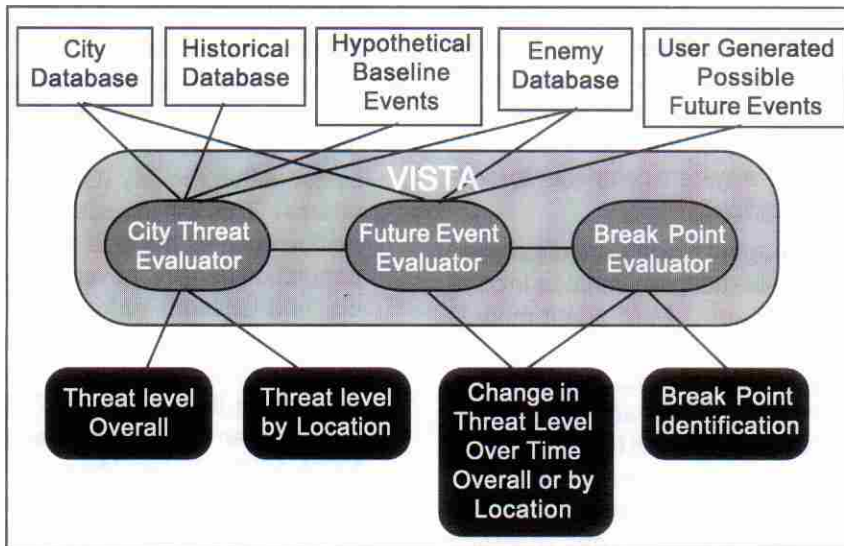 City
Database
Historical
Database
Hypothetical
Baseline
Events
Enemy
Database
User Generated
Possible
Future Events
VISTA
City Threat
Evaluator
Future Event
Evaluator
Break Point
Evaluator
Threat level
Overall
Threat level
by Location
Change in
Threat Level
Over Time
Overall or by
Location
Break Point
Identification